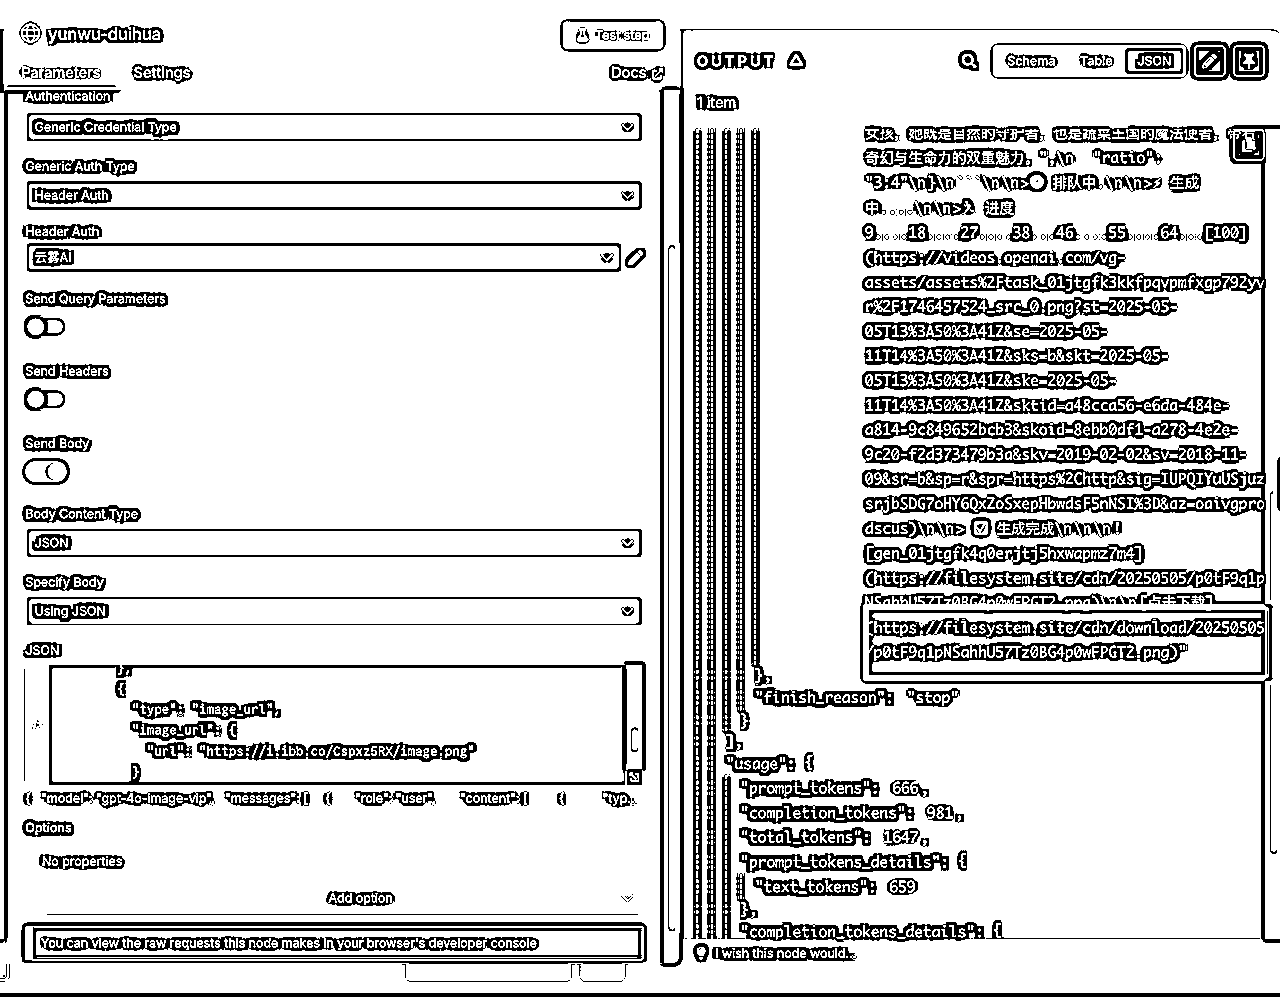 yunwu-duihua
Test step
Parameters
Settings
Docs
Authentication
Generic Credential Type
Generic Auth Type
Header Auth
Header Auth
云雾AI
Send Query Parameters
Send Headers
Send Body
Body Content Type
JSON
Specify Body
Using JSON
JSON
},
{
"type": "image_url",
"image_url": {
"url": "https://i.ibb.co/Cspxz5RX/image.png"
}
{ "model":"gpt-4o-image-vip", "messages":[ { "role":"user", "content":[ { "typ...
Options
No properties
Add option
You can view the raw requests this node makes in your browser's developer console
OUTPUT
Schema
Table
JSON
1 item
女孩，她既是自然的守护者，也是蔬菜王国的魔法使者，
奇幻与生命力的双重魅力。",\n "ratio":
"3:4"\n}\n```\n\n> 排队中.\n\n>⚡ 生成
中.....\n\n> 进度
9....18....27....38....46....55.....64....[100]
(https://videos.openai.com/vg-
assets/assets%2Ftask_01jtgfk3kkfpqvpmfxgp792yv
r%2F1746457524_src_0.png?st=2025-05-
05T13%3A50%3A41Z&se=2025-05-
11T14%3A50%3A41Z&sks=b&skt=2025-05-
05T13%3A50%3A41Z&ske=2025-05-
11T14%3A50%3A41Z&sktid=a48cca56-e6da-484e-
a814-9c849652bcb3&skoid=8ebb0df1-a278-4e2e-
9c20-f2d373479b3a&skv=2019-02-02&sv=2018-11-
09&sr=b&sp=r&spr=https%2Chttp&sig=IUPQIYuUSjuz
srjbSDG7oHY6QxZoSxepHbwdsF5nNSI%3D&az=oaivgpro
dscus)\n\n> ✅ 生成完成\n\n\n!
[gen_01jtgfk4q0erjtj5hxwapmz7m4]
(https://filesystem.site/cdn/20250505/p0tF9q1p
NSahhU57Tz0BG4p0wFPGT2.png)\n\n[点击下载]
(https://filesystem.site/cdn/download/20250505
/p0tF9q1pNSahhU57Tz0BG4p0wFPGT2.png)"
},
"finish_reason": "stop"
}
],
"usage": {
"prompt_tokens": 666,
"completion_tokens": 981,
"total_tokens": 1647,
"prompt_tokens_details": {
"text_tokens": 659
},
"completion_tokens_details": {
I wish this node would...